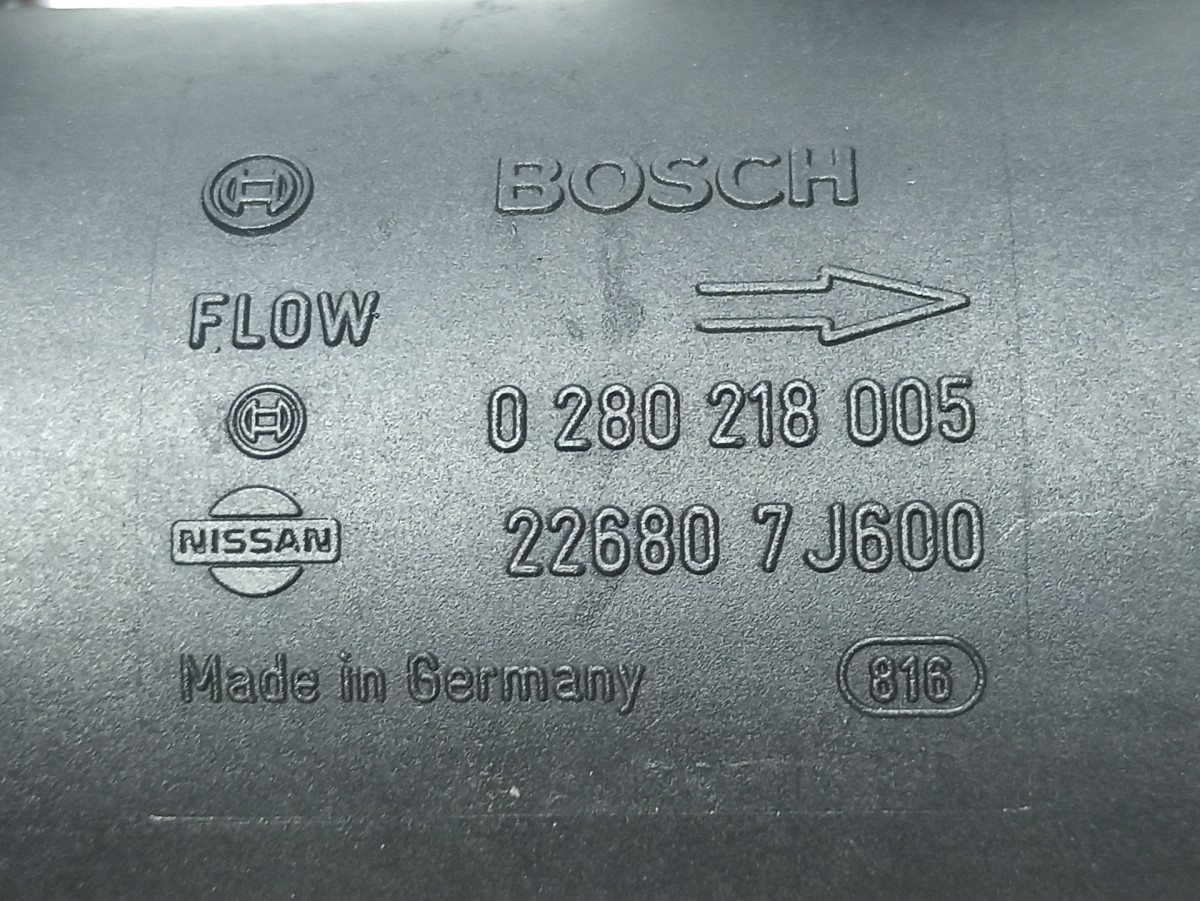 BOSCH
FLOW
0 280 218 005
NISSAN 22680 7J600
Made in Germany 816